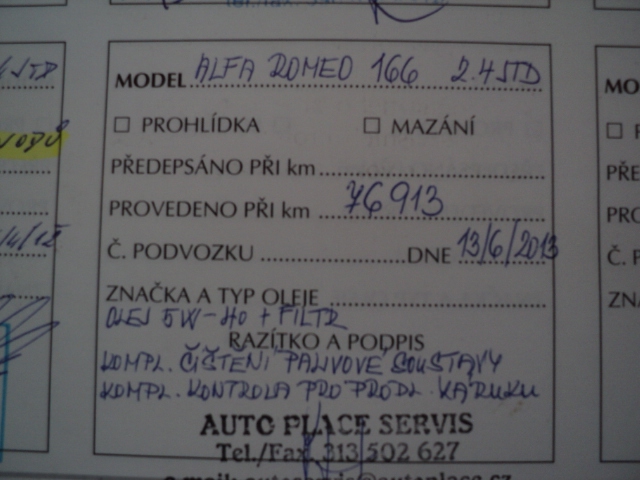 MODEL ALFA ROMEO 166 2.4JTD
□ PROHLÍDKA □ MAZÁNÍ
PŘEDEPSÁNO PŘI km
PROVEDENO PŘI km 76913
Č. PODVOZKU DNE 13/6/2013
ZNAČKA A TYP OLEJE
OLEJ 5W-40 + FILTR
RAZÍTKO A PODPIS
KOMPL. ČIŠTĚNÍ PALIVOVÉ SOUSTAVY
KOMPL. KONTROLA PRO PRODL. ZÁRUKU
AUTO PLACE SERVIS
Tel./Fax. 313 502 627